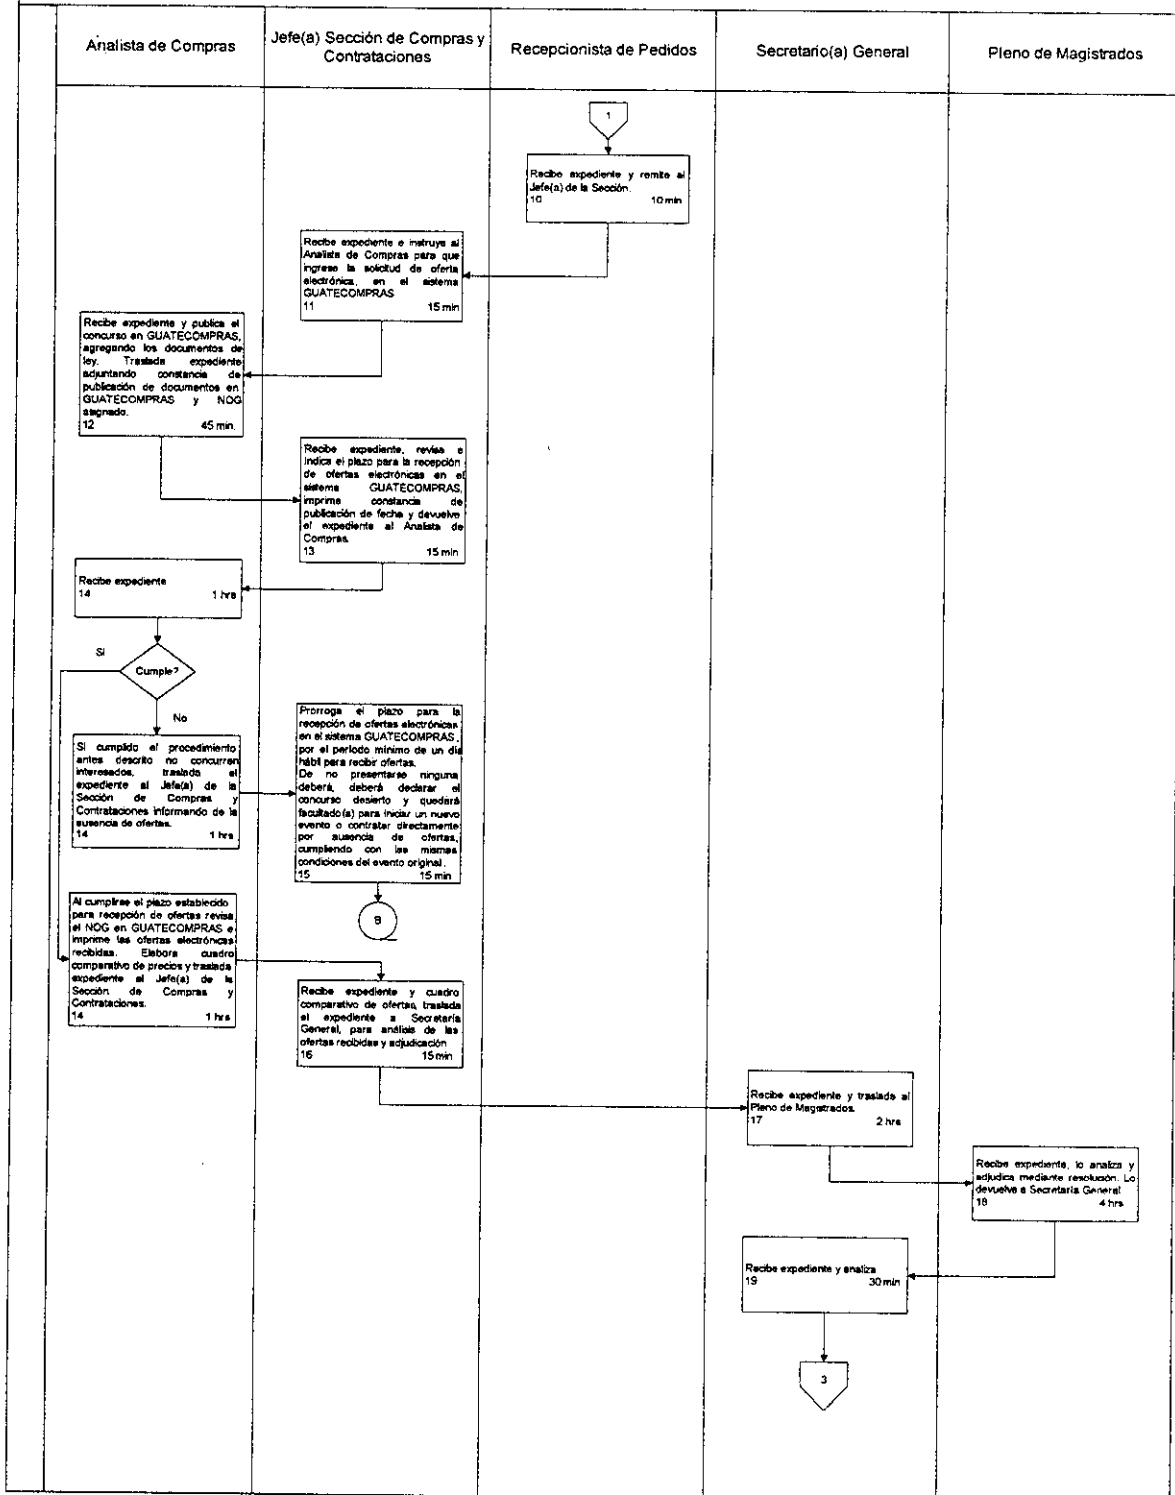 Analista de Compras
Jefe(a) Sección de Compras y
Contrataciones
Recepcionista de Pedidos
Secretario(a) General
Pleno de Magistrados
1
Recibe expediente y remite al
Jefe(a) de la Sección.
10 10 min
Recibe expediente e instruye al
Analista de Compras para que
ingrese la solicitud de oferta
electrónica, en el sistema
GUATECOMPRAS
11 15 min
Recibe expediente y publica el
concurso en GUATECOMPRAS,
agregando los documentos de
ley. Traslada expediente
adjuntando constancia de
publicación de documentos en
GUATECOMPRAS y NOG
asignado.
12 45 min.
Recibe expediente, revisa e
indica el plazo para la recepción
de ofertas electrónicas en el
sistema GUATECOMPRAS,
imprime constancia de
publicación de fecha y devuelve
el expediente al Analista de
Compras.
13 15 min
Recibe expediente
14 1 hrs
Si
Cumple?
No
Si cumplido el procedimiento
antes descrito no concurren
interesados, traslada el
expediente al Jefe(a) de la
Sección de Compras y
Contrataciones informando de la
ausencia de ofertas.
14 1 hrs
Prorroga el plazo para la
recepción de ofertas electrónicas
en el sistema GUATECOMPRAS,
por el periodo mínimo de un día
hábil para recibir ofertas.
De no presentarse ninguna
deberá, deberá declarar el
concurso desierto y quedará
facultado(a) para iniciar un nuevo
evento o contratar directamente
por ausencia de ofertas,
cumpliendo con las mismas
condiciones del evento original.
15 15 min
B
Al cumplirse el plazo establecido
para recepción de ofertas revisa
el NOG en GUATECOMPRAS e
imprime las ofertas electrónicas
recibidas. Elabora cuadro
comparativo de precios y traslada
expediente al Jefe(a) de la
Sección de Compras y
Contrataciones.
14 1 hrs
Recibe expediente y cuadro
comparativo de ofertas, traslada
el expediente a Secretaría
General, para análisis de las
ofertas recibidas y adjudicación
16 15 min
Recibe expediente y traslada al
Pleno de Magistrados.
17 2 hrs
Recibe expediente, lo analiza y
adjudica mediante resolución. Lo
devuelve a Secretaría General
18 4 hrs
Recibe expediente y analiza
19 30 min
3